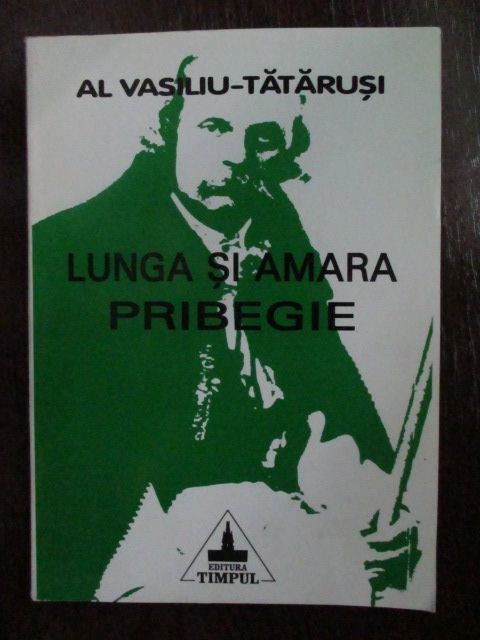 AL VASILIU-TĂTĂRUȘI
LUNGA ȘI AMARA
PRIBEGIE
EDITURA
TIMPUL